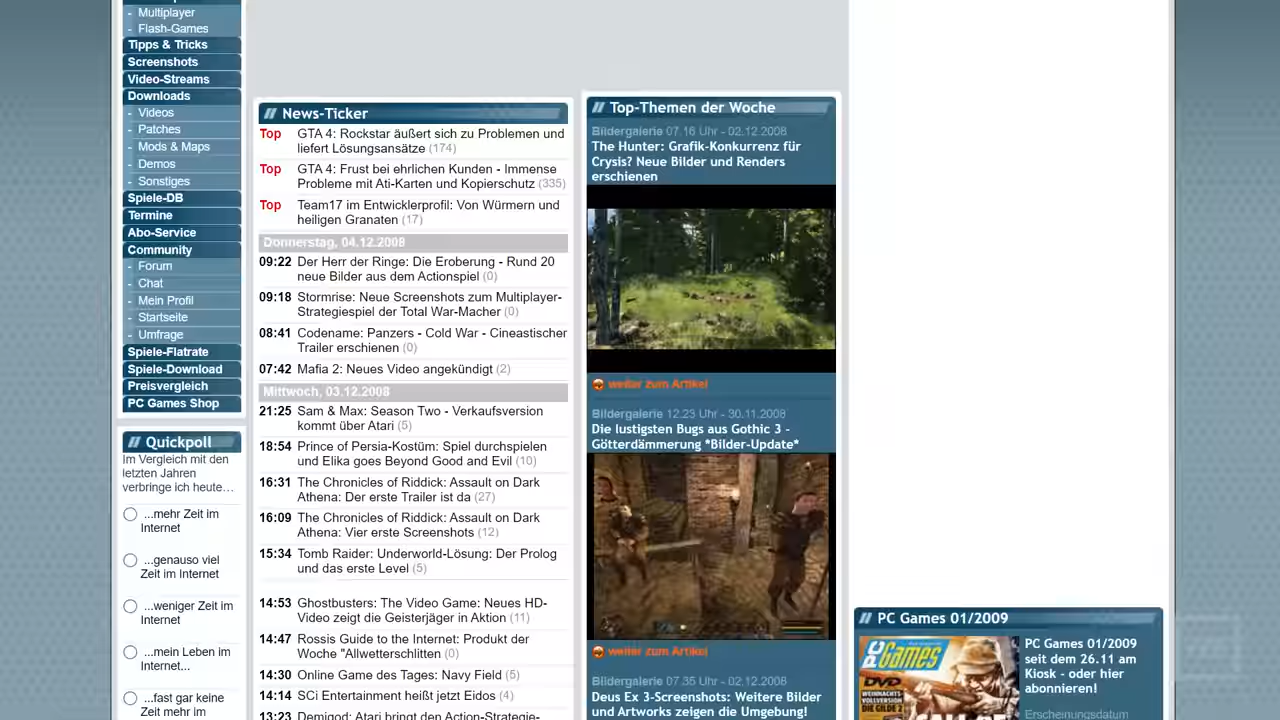 - Multiplayer
- Flash-Games
Tipps & Tricks
Screenshots
Video-Streams
Downloads
- Videos
- Patches
- Mods & Maps
- Demos
- Sonstiges
Spiele-DB
Termine
Abo-Service
Community
- Forum
- Chat
- Mein Profil
- Startseite
- Umfrage
Spiele-Flatrate
Spiele-Download
Preisvergleich
PC Games Shop
// Quickpoll
Im Vergleich mit den
letzten Jahren
verbringe ich heute…
...mehr Zeit im
Internet
...genauso viel
Zeit im Internet
...weniger Zeit im
Internet
...mein Leben im
Internet...
...fast gar keine
Zeit mehr im
// News-Ticker
Top GTA 4: Rockstar äußert sich zu Problemen und
liefert Lösungsansätze (174)
Top GTA 4: Frust bei ehrlichen Kunden - Immense
Probleme mit Ati-Karten und Kopierschutz (335)
Top Team17 im Entwicklerprofil: Von Würmern und
heiligen Granaten (17)
Donnerstag, 04.12.2008
09:22 Der Herr der Ringe: Die Eroberung - Rund 20
neue Bilder aus dem Actionspiel (0)
09:18 Stormrise: Neue Screenshots zum Multiplayer-
Strategiespiel der Total War-Macher (0)
08:41 Codename: Panzers - Cold War - Cineastischer
Trailer erschienen (0)
07:42 Mafia 2: Neues Video angekündigt (2)
Mittwoch, 03.12.2008
21:25 Sam & Max: Season Two - Verkaufsversion
kommt über Atari (5)
18:54 Prince of Persia-Kostüm: Spiel durchspielen
und Elika goes Beyond Good and Evil (10)
16:31 The Chronicles of Riddick: Assault on Dark
Athena: Der erste Trailer ist da (27)
16:09 The Chronicles of Riddick: Assault on Dark
Athena: Vier erste Screenshots (12)
15:34 Tomb Raider: Underworld-Lösung: Der Prolog
und das erste Level (5)
14:53 Ghostbusters: The Video Game: Neues HD-
Video zeigt die Geisterjäger in Aktion (11)
14:47 Rossis Guide to the Internet: Produkt der
Woche "Allwetterschlitten (0)
14:30 Online Game des Tages: Navy Field (5)
14:14 SCi Entertainment heißt jetzt Eidos (4)
13:23 Demigod: Atari bringt den Action-Strategie-
// Top-Themen der Woche
Bildergalerie 07.16 Uhr - 02.12.2008
The Hunter: Grafik-Konkurrenz für
Crysis? Neue Bilder und Renders
erschienen
weiter zum Artikel
Bildergalerie 12.23 Uhr - 30.11.2008
Die lustigsten Bugs aus Gothic 3 -
Götterdämmerung *Bilder-Update*
weiter zum Artikel
Bildergalerie 07.35 Uhr - 02.12.2008
Deus Ex 3-Screenshots: Weitere Bilder
und Artworks zeigen die Umgebung!
// PC Games 01/2009
PC Games
DVD
WEIHNACHTS-
VOLLVERSION
DIE GILDE 2
PC Games 01/2009
seit dem 26.11 am
Kiosk - oder hier
abonnieren!
Erscheinungsdatum